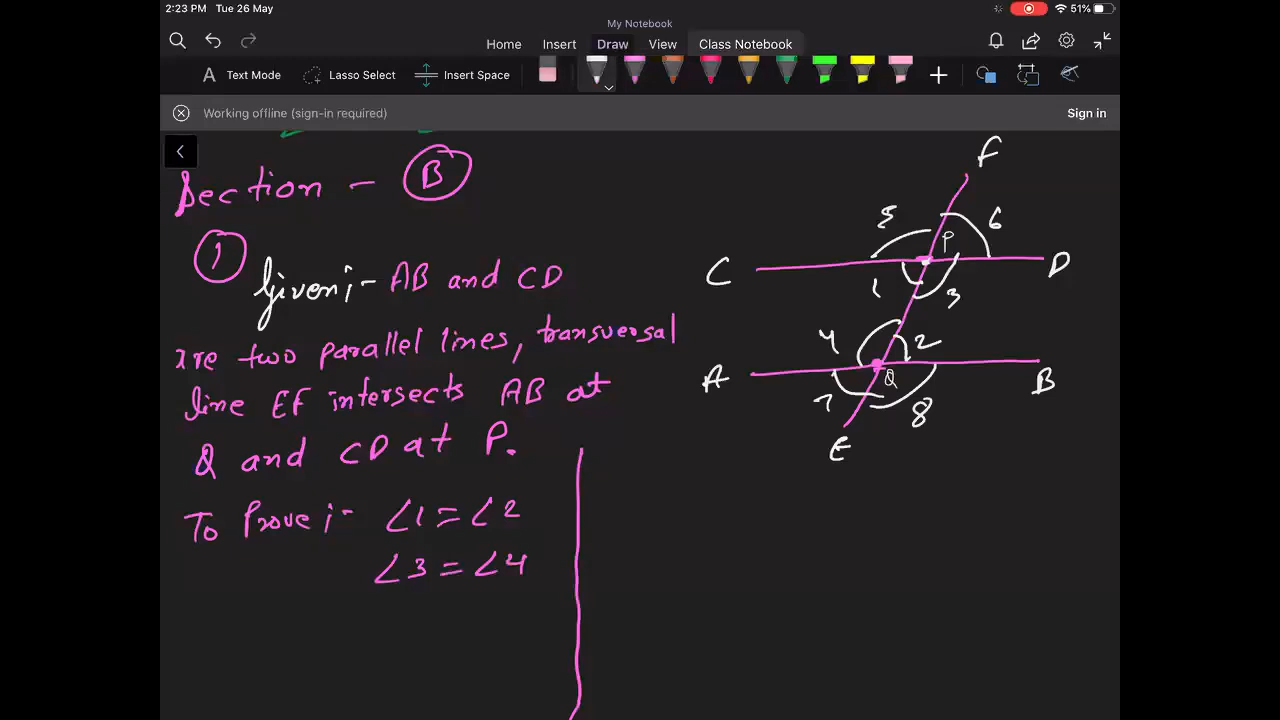 2:23 PM Tue 26 May
51%
My Notebook
Home Insert Draw View Class Notebook
Text Mode Lasso Select Insert Space
Working offline (sign-in required) Sign in
Section - B
1 Given :- AB and CD
are two parallel lines, transversal
line EF intersects AB at
Q and CD at P.
To Prove :- ∠1 = ∠2
∠3 = ∠4
F
5 6
P
C D
1 3
4 2
A Q B
7 8
E